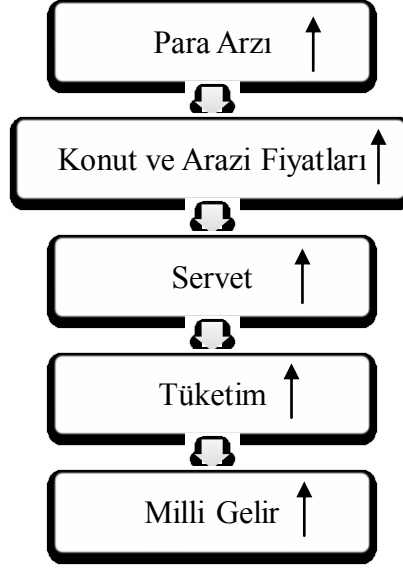 Para Arzı
Konut ve Arazi Fiyatları
Servet
Tüketim
Milli Gelir